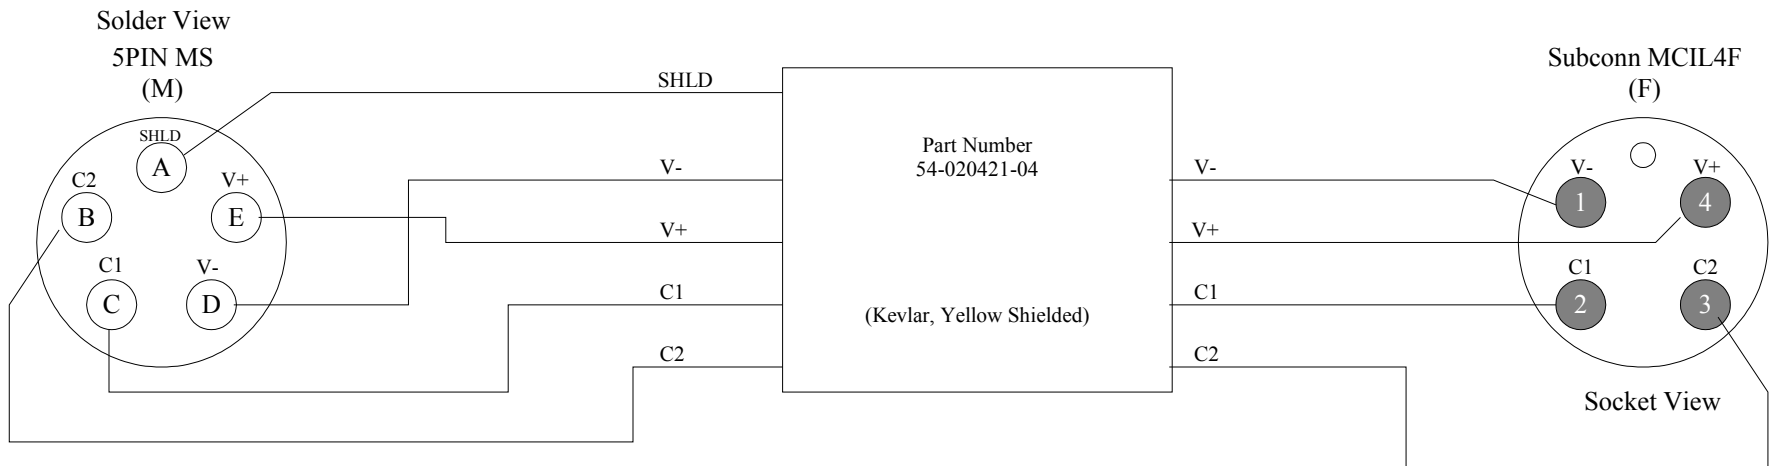 Solder View
5PIN MS
(M)
SHLD
A
C2
B
V+
E
C1
C
V-
D
SHLD
V-
V+
C1
C2
Part Number
54-020421-04
(Kevlar, Yellow Shielded)
V-
V+
C1
C2
Subconn MCIL4F
(F)
V-
1
V+
4
C1
2
C2
3
Socket View